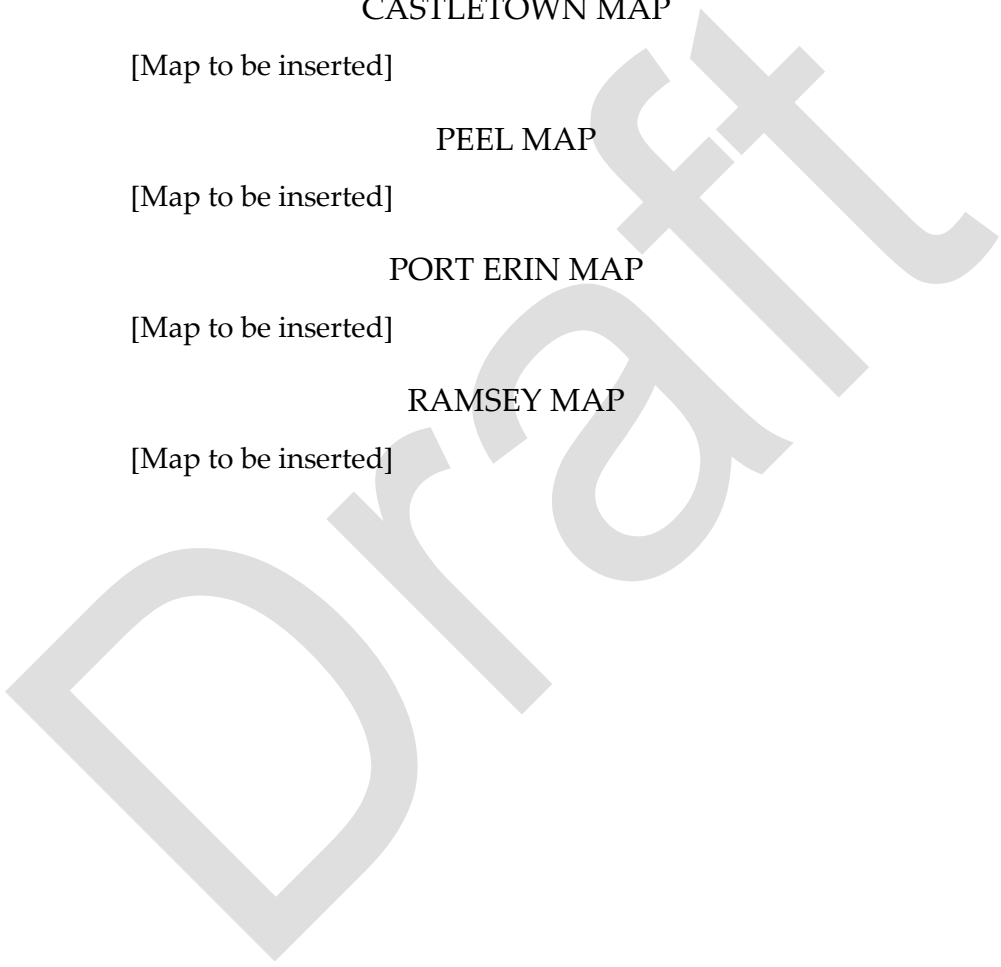 CASTLETOWN MAP
[Map to be inserted]
PEEL MAP
[Map to be inserted]
PORT ERIN MAP
[Map to be inserted]
RAMSEY MAP
[Map to be inserted]
Draft